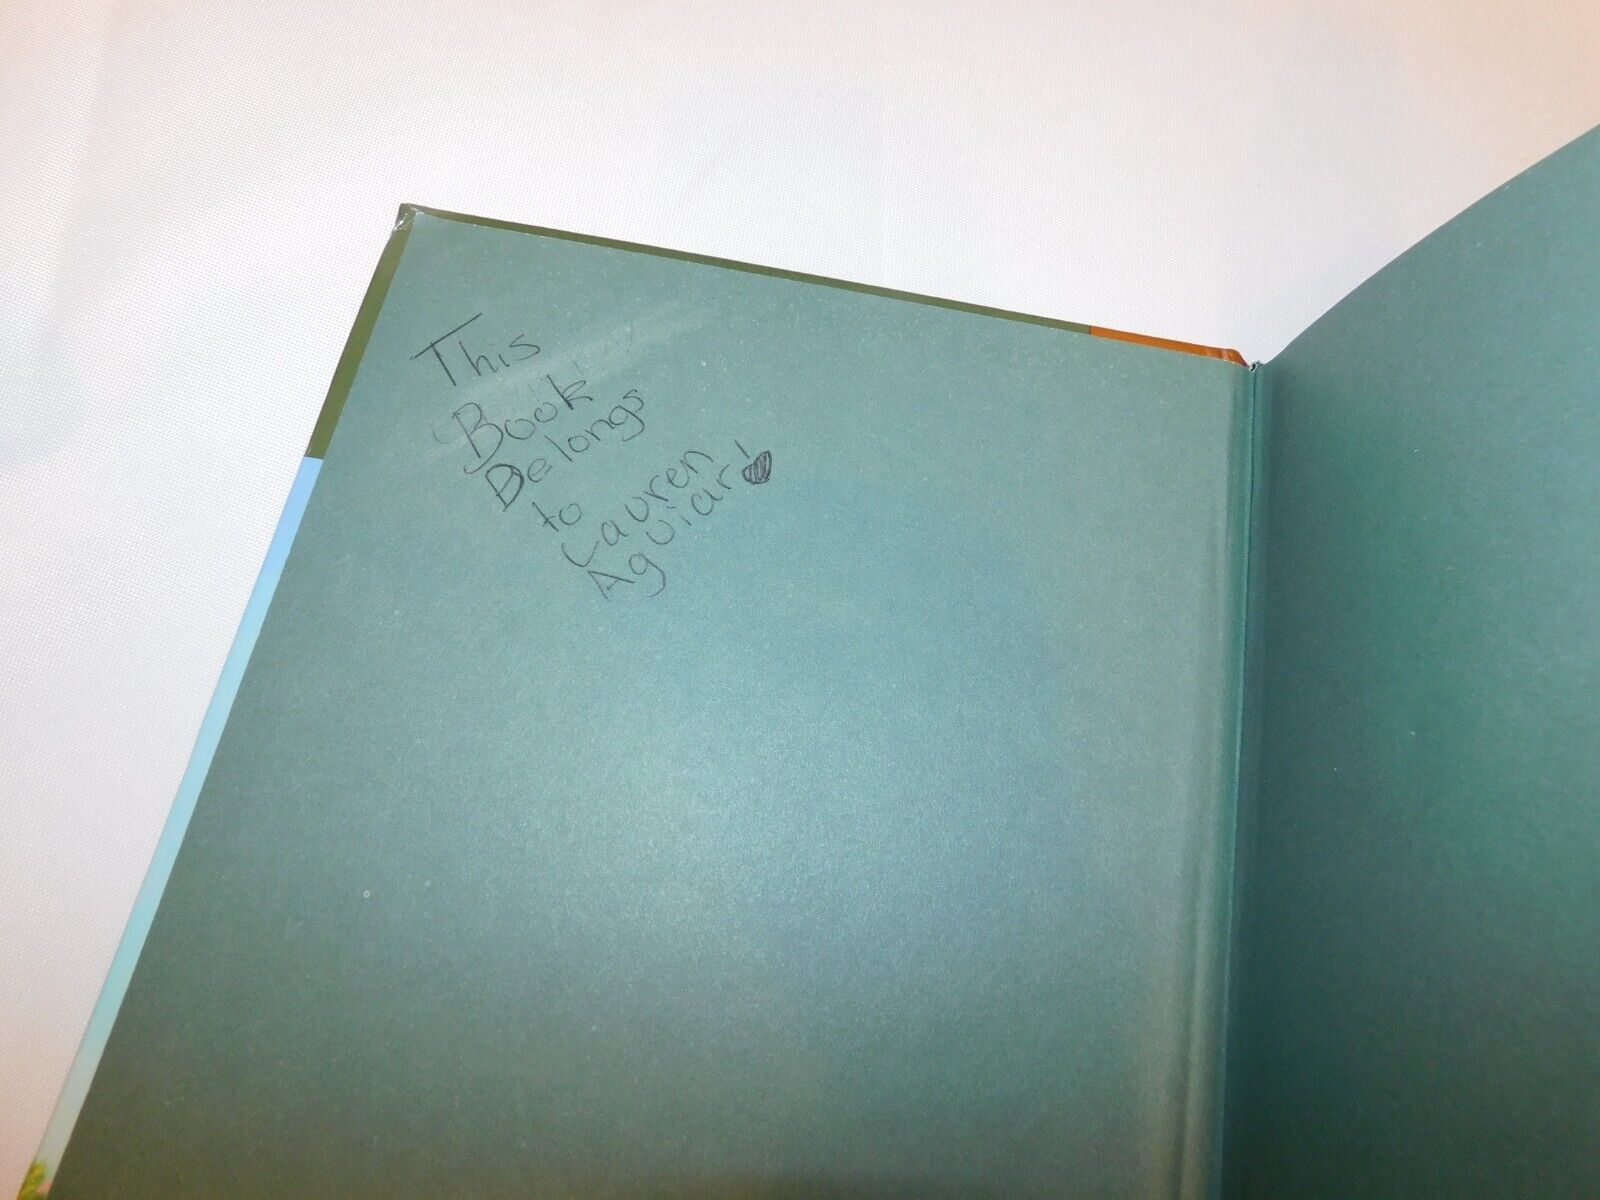 This
Book
Belongs
to
Lauren
Aguiar!